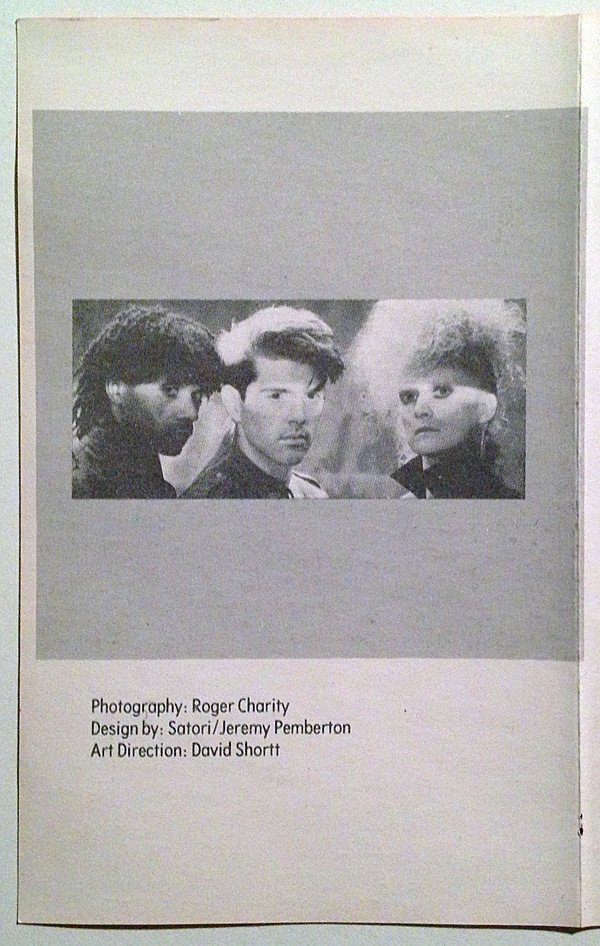 Photography: Roger Charity
Design by: Satori/Jeremy Pemberton
Art Direction: David Shortt